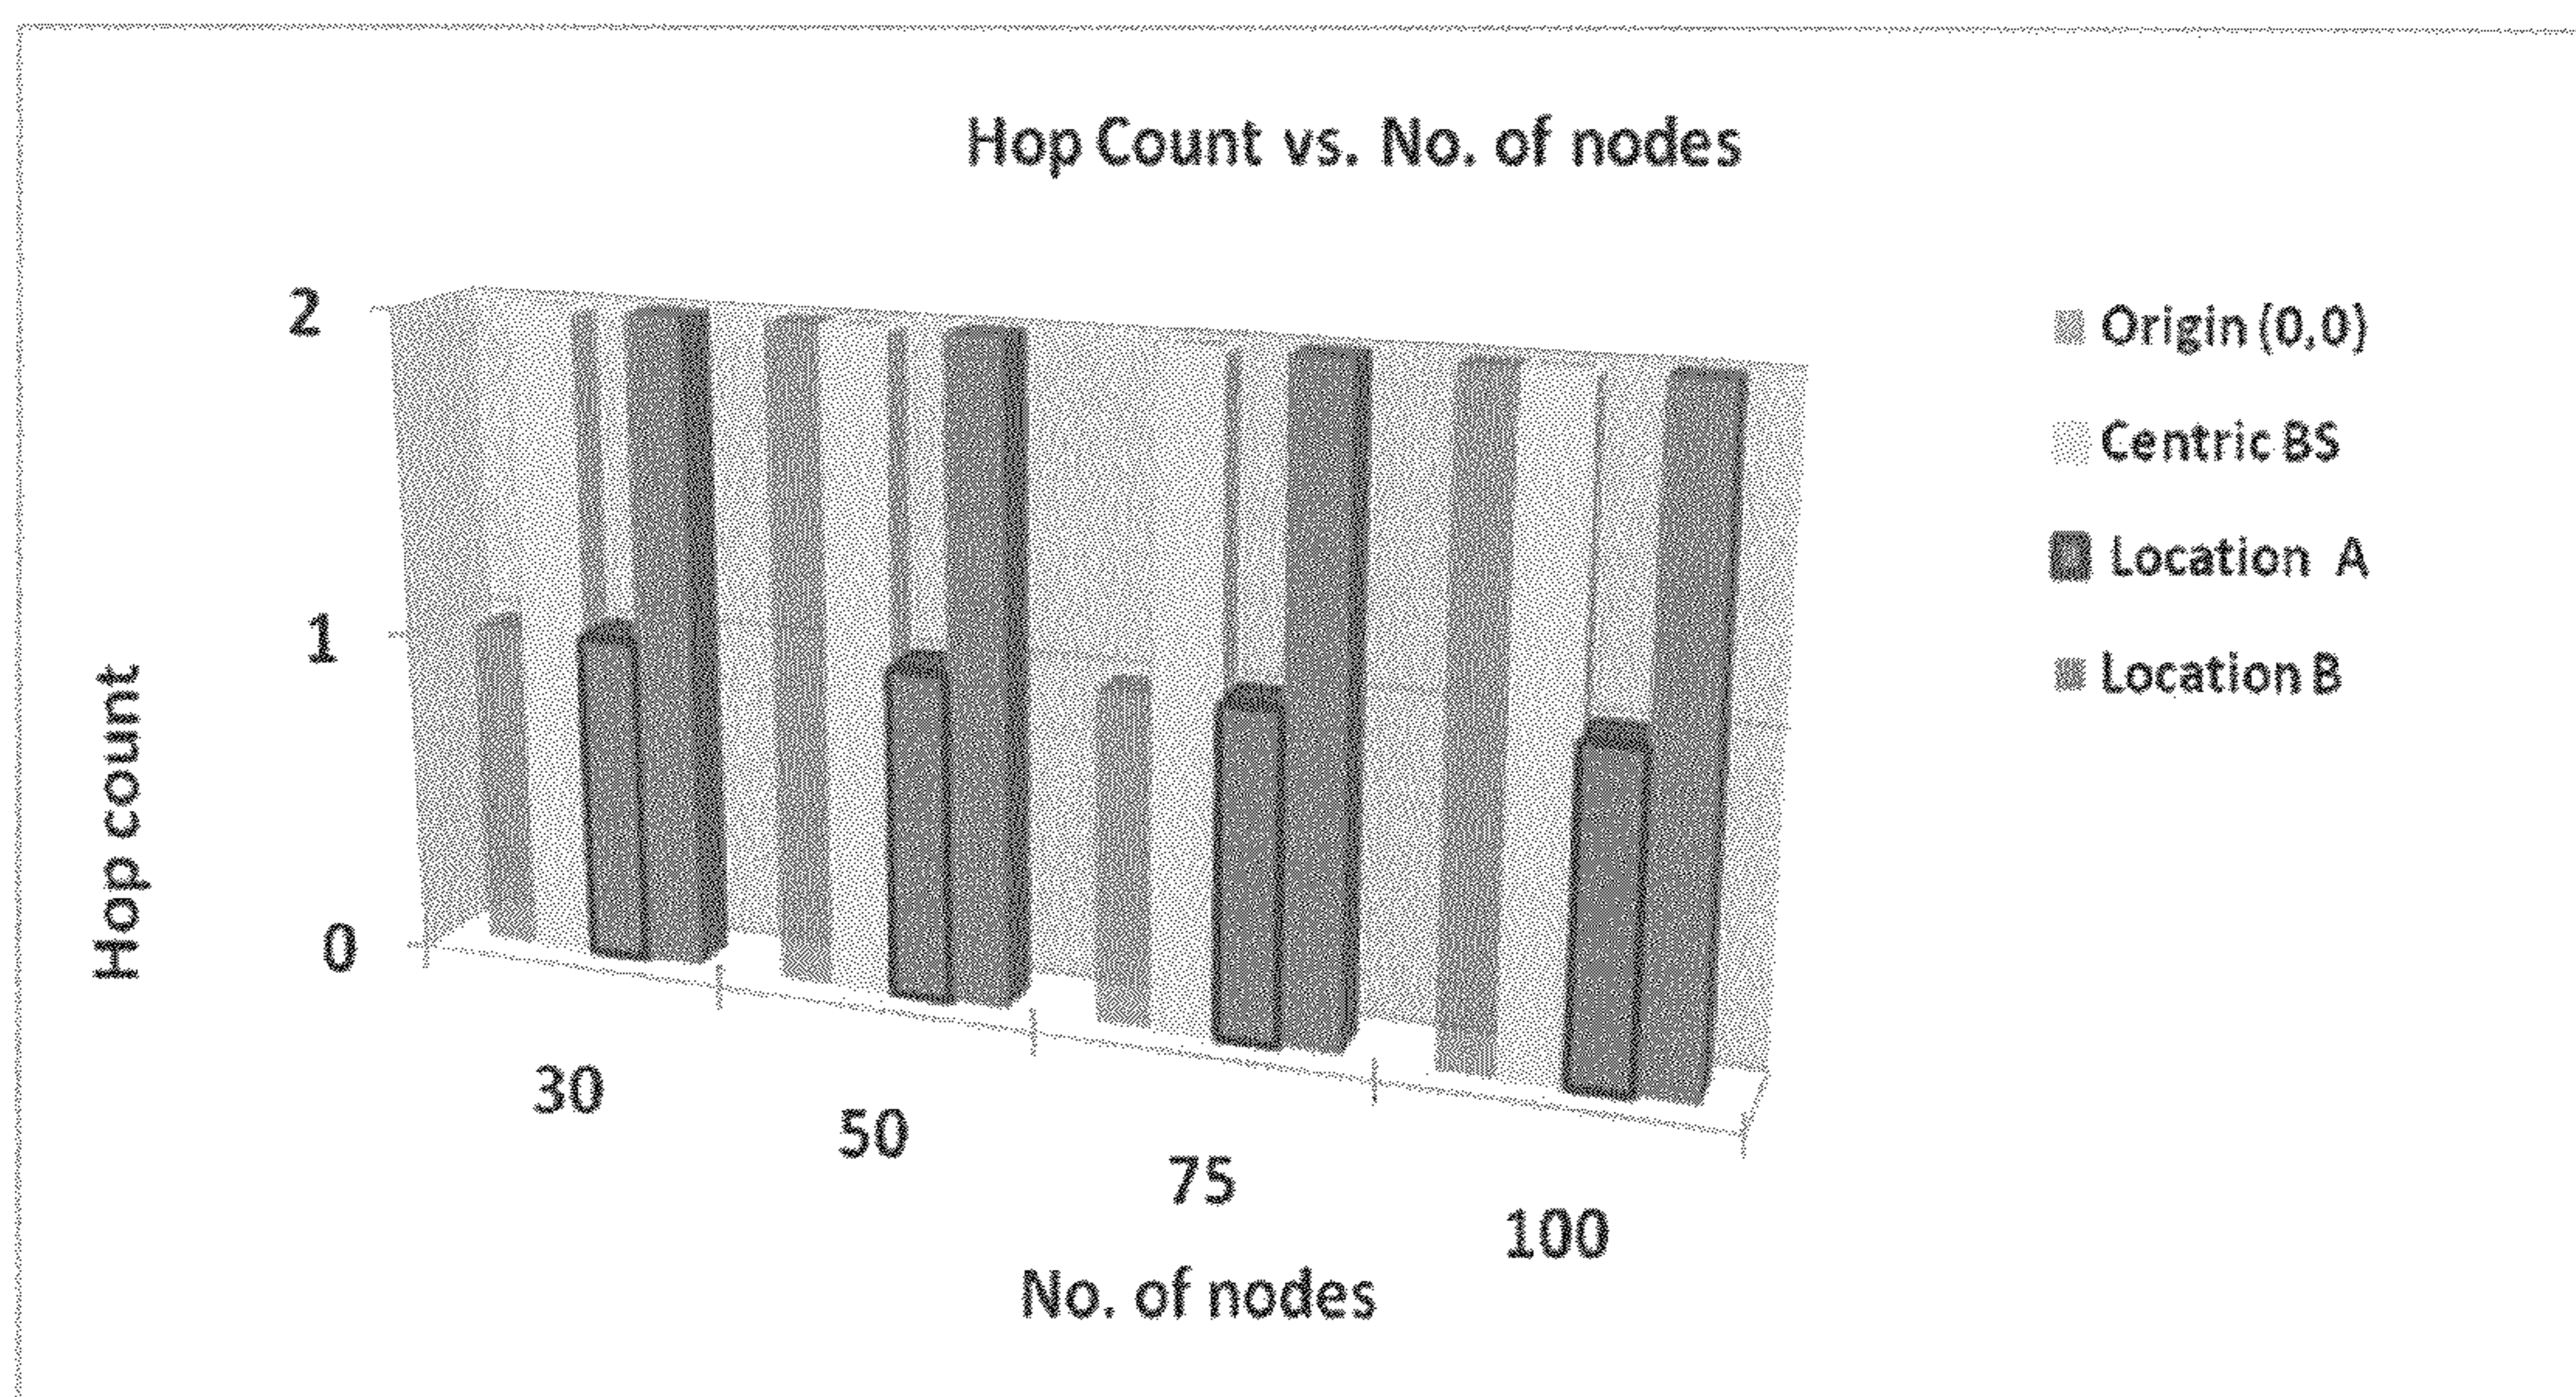 Hop Count vs. No. of nodes
2
1
0
Hop count
30
50
75
100
No. of nodes
Origin (0,0)
Centric BS
Location A
Location B